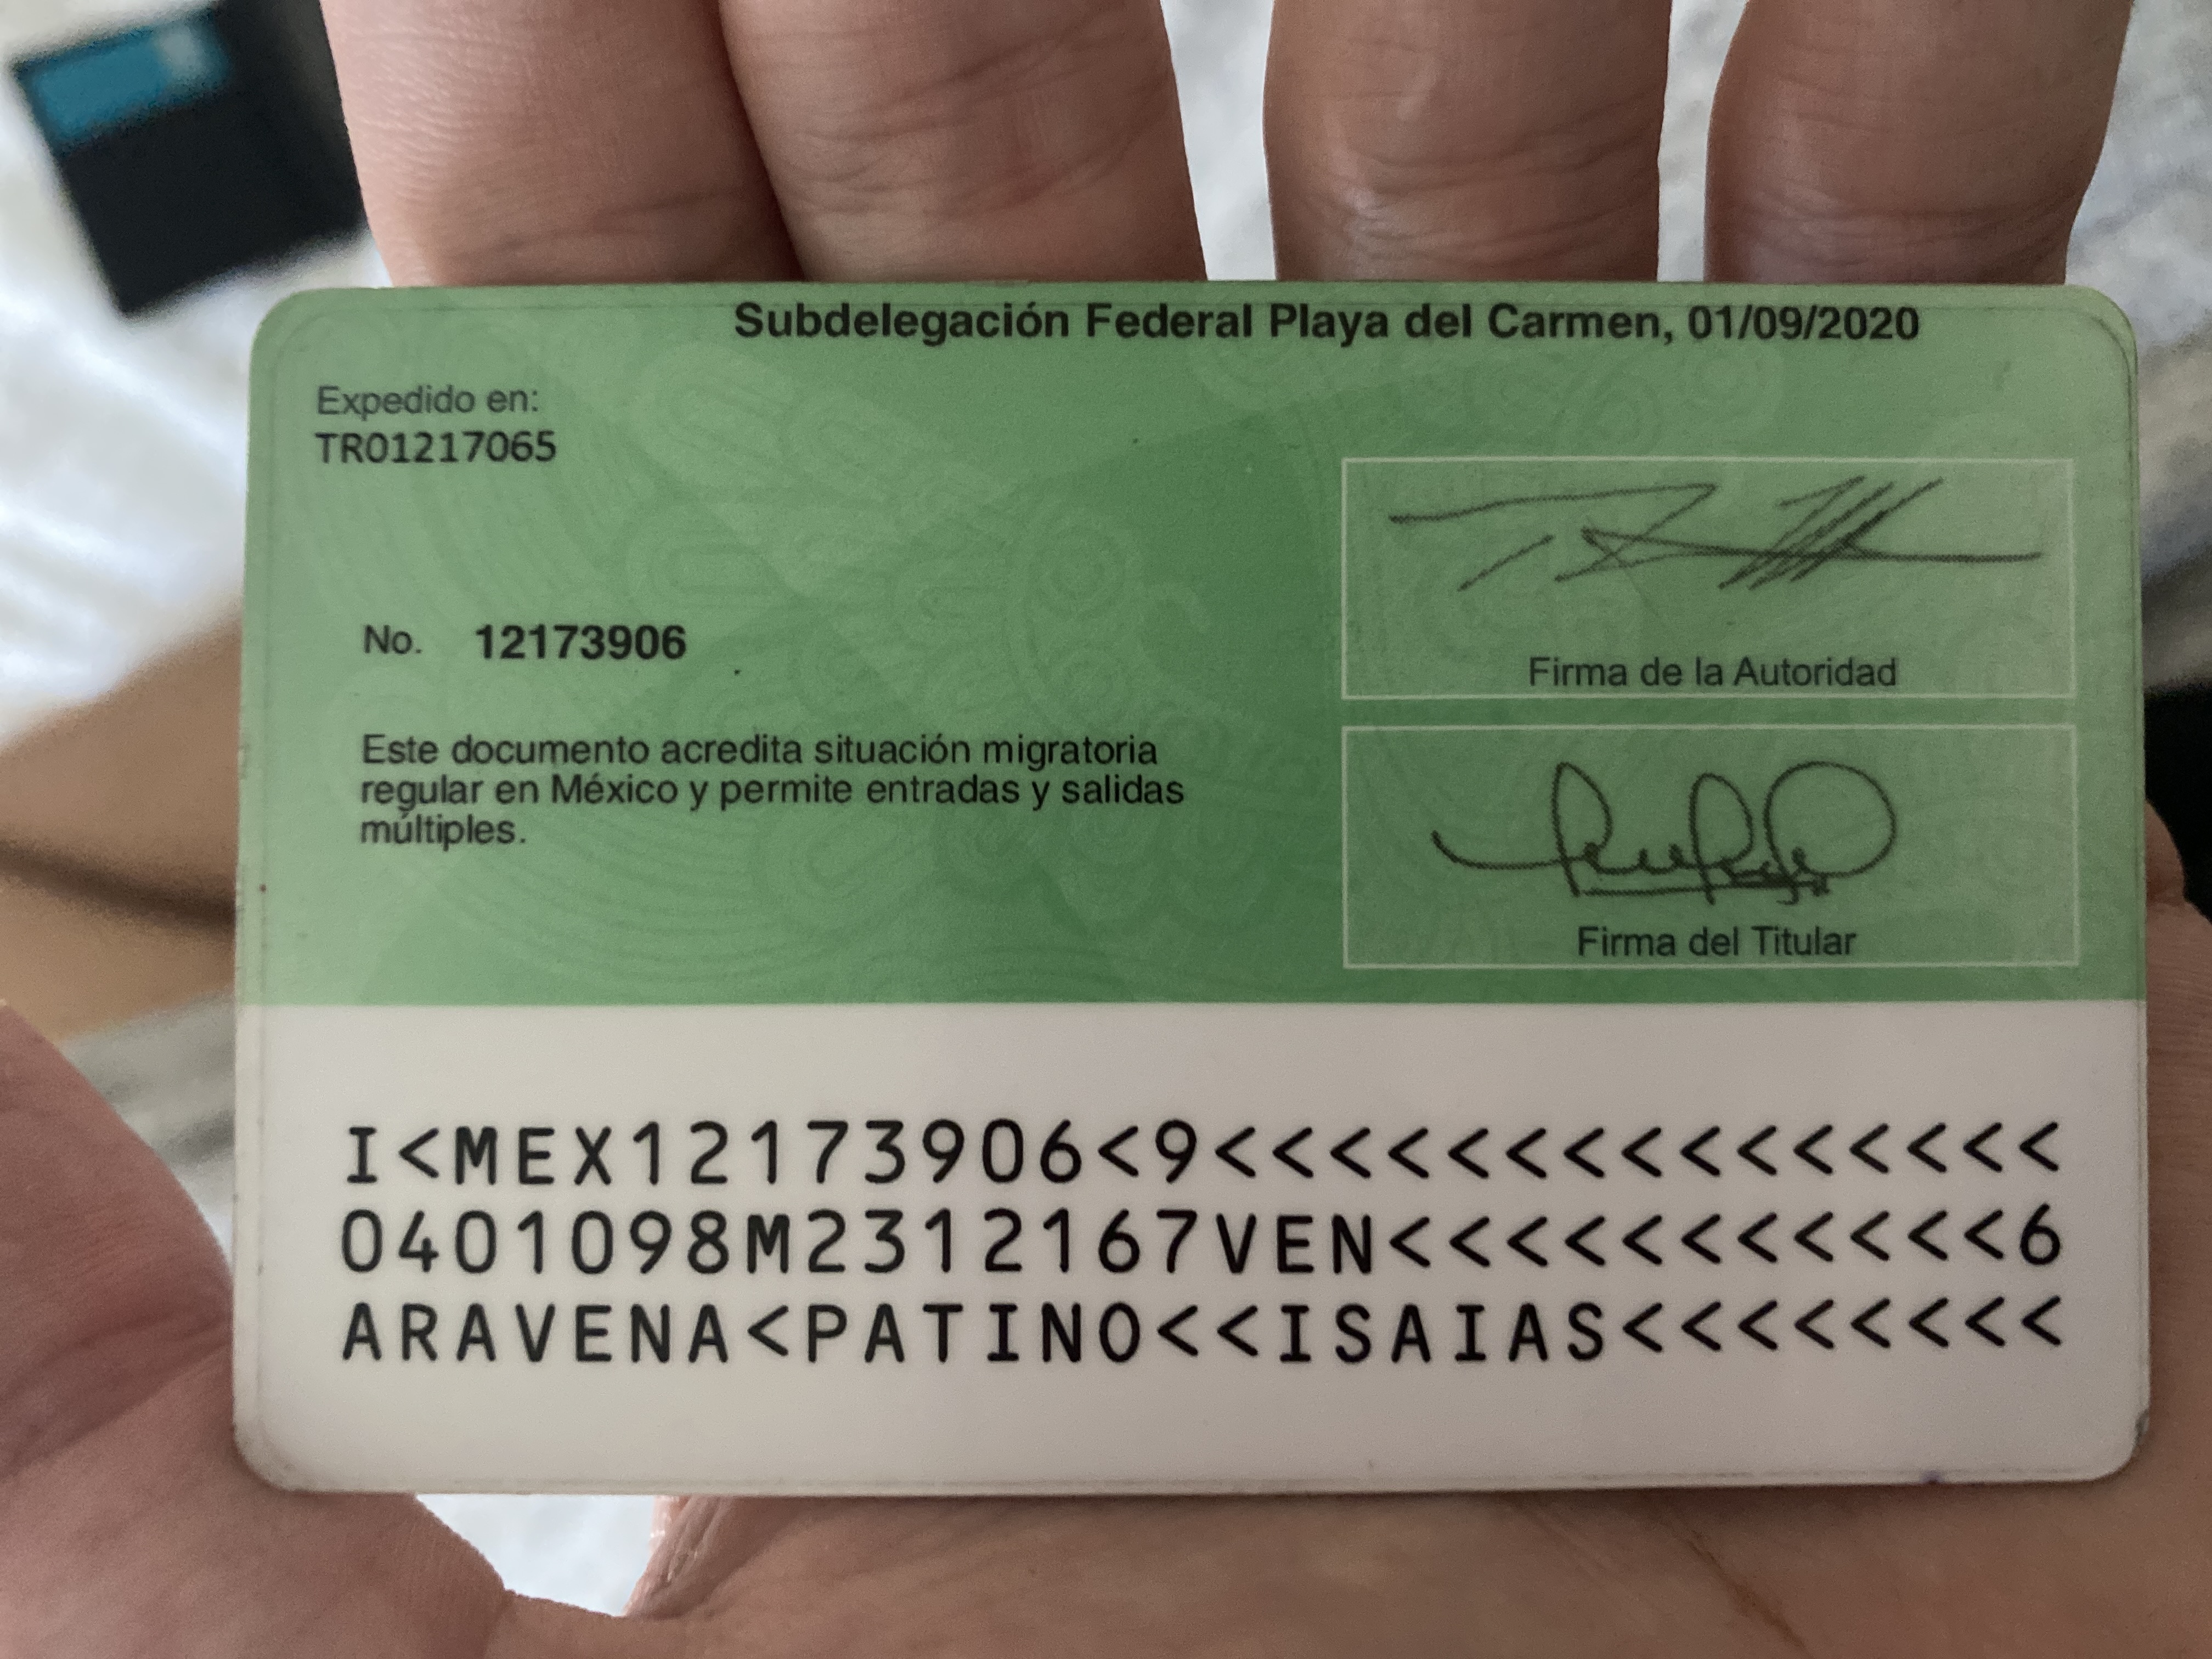 Subdelegación Federal Playa del Carmen, 01/09/2020
Expedido en:
TR01217065
No. 12173906
Este documento acredita situación migratoria
regular en México y permite entradas y salidas
múltiples.
Firma de la Autoridad
Firma del Titular
I<MEX12173906<9<<<<<<<<<<<<<<<
0401098M2312167VEN<<<<<<<<<<<6
ARAVENA<PATINO<<ISAIAS<<<<<<<<